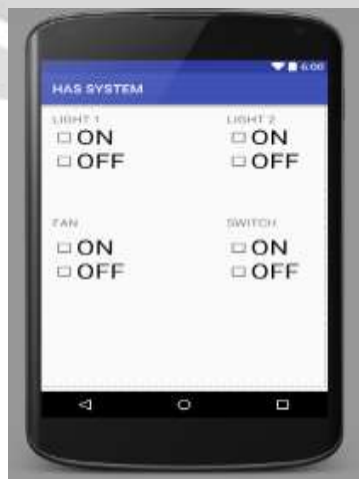 6:00
HAS SYSTEM
LIGHT 1 LIGHT 2
ON ON
OFF OFF
FAN SWITCH
ON ON
OFF OFF